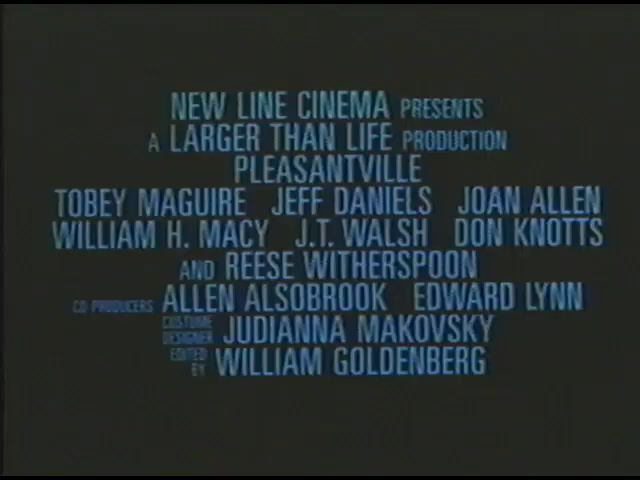 NEW LINE CINEMA PRESENTS
A LARGER THAN LIFE PRODUCTION
PLEASANTVILLE
TOBEY MAGUIRE JEFF DANIELS JOAN ALLEN
WILLIAM H. MACY J.T. WALSH DON KNOTTS
AND REESE WITHERSPOON
CO-PRODUCERS ALLEN ALSOBROOK EDWARD LYNN
COSTUME DESIGNER JUDIANNA MAKOVSKY
EDITED BY WILLIAM GOLDENBERG